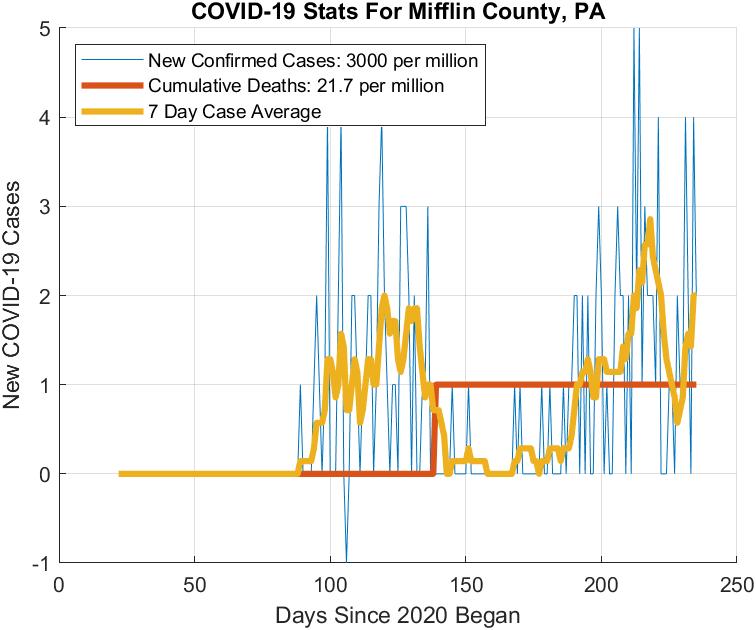 COVID-19 Stats For Mifflin County, PA
New Confirmed Cases: 3000 per million
Cumulative Deaths: 21.7 per million
7 Day Case Average
New COVID-19 Cases
5
4
3
2
1
0
-1
0
50
100
150
200
250
Days Since 2020 Began